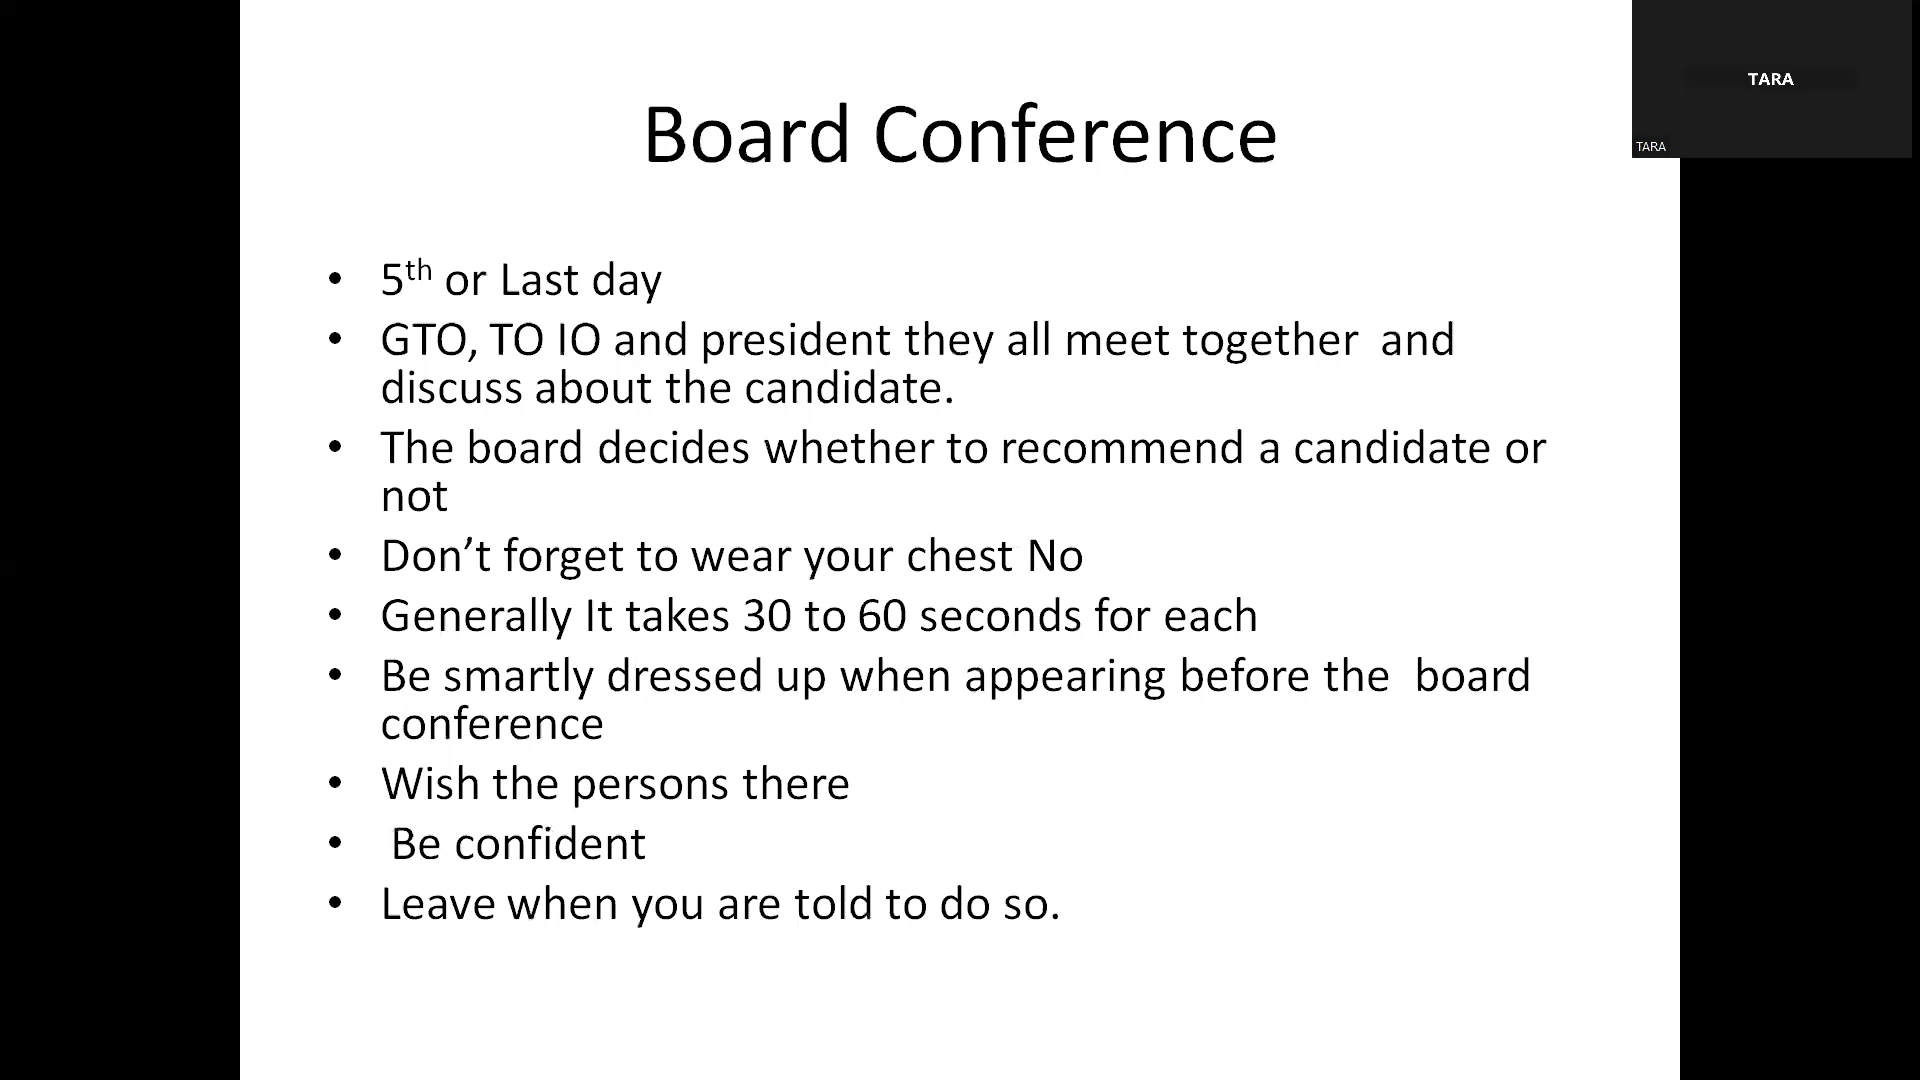 TARA
TARA
Board Conference
• 5th or Last day
• GTO, TO IO and president they all meet together and
discuss about the candidate.
• The board decides whether to recommend a candidate or
not
• Don’t forget to wear your chest No
• Generally It takes 30 to 60 seconds for each
• Be smartly dressed up when appearing before the board
conference
• Wish the persons there
• Be confident
• Leave when you are told to do so.